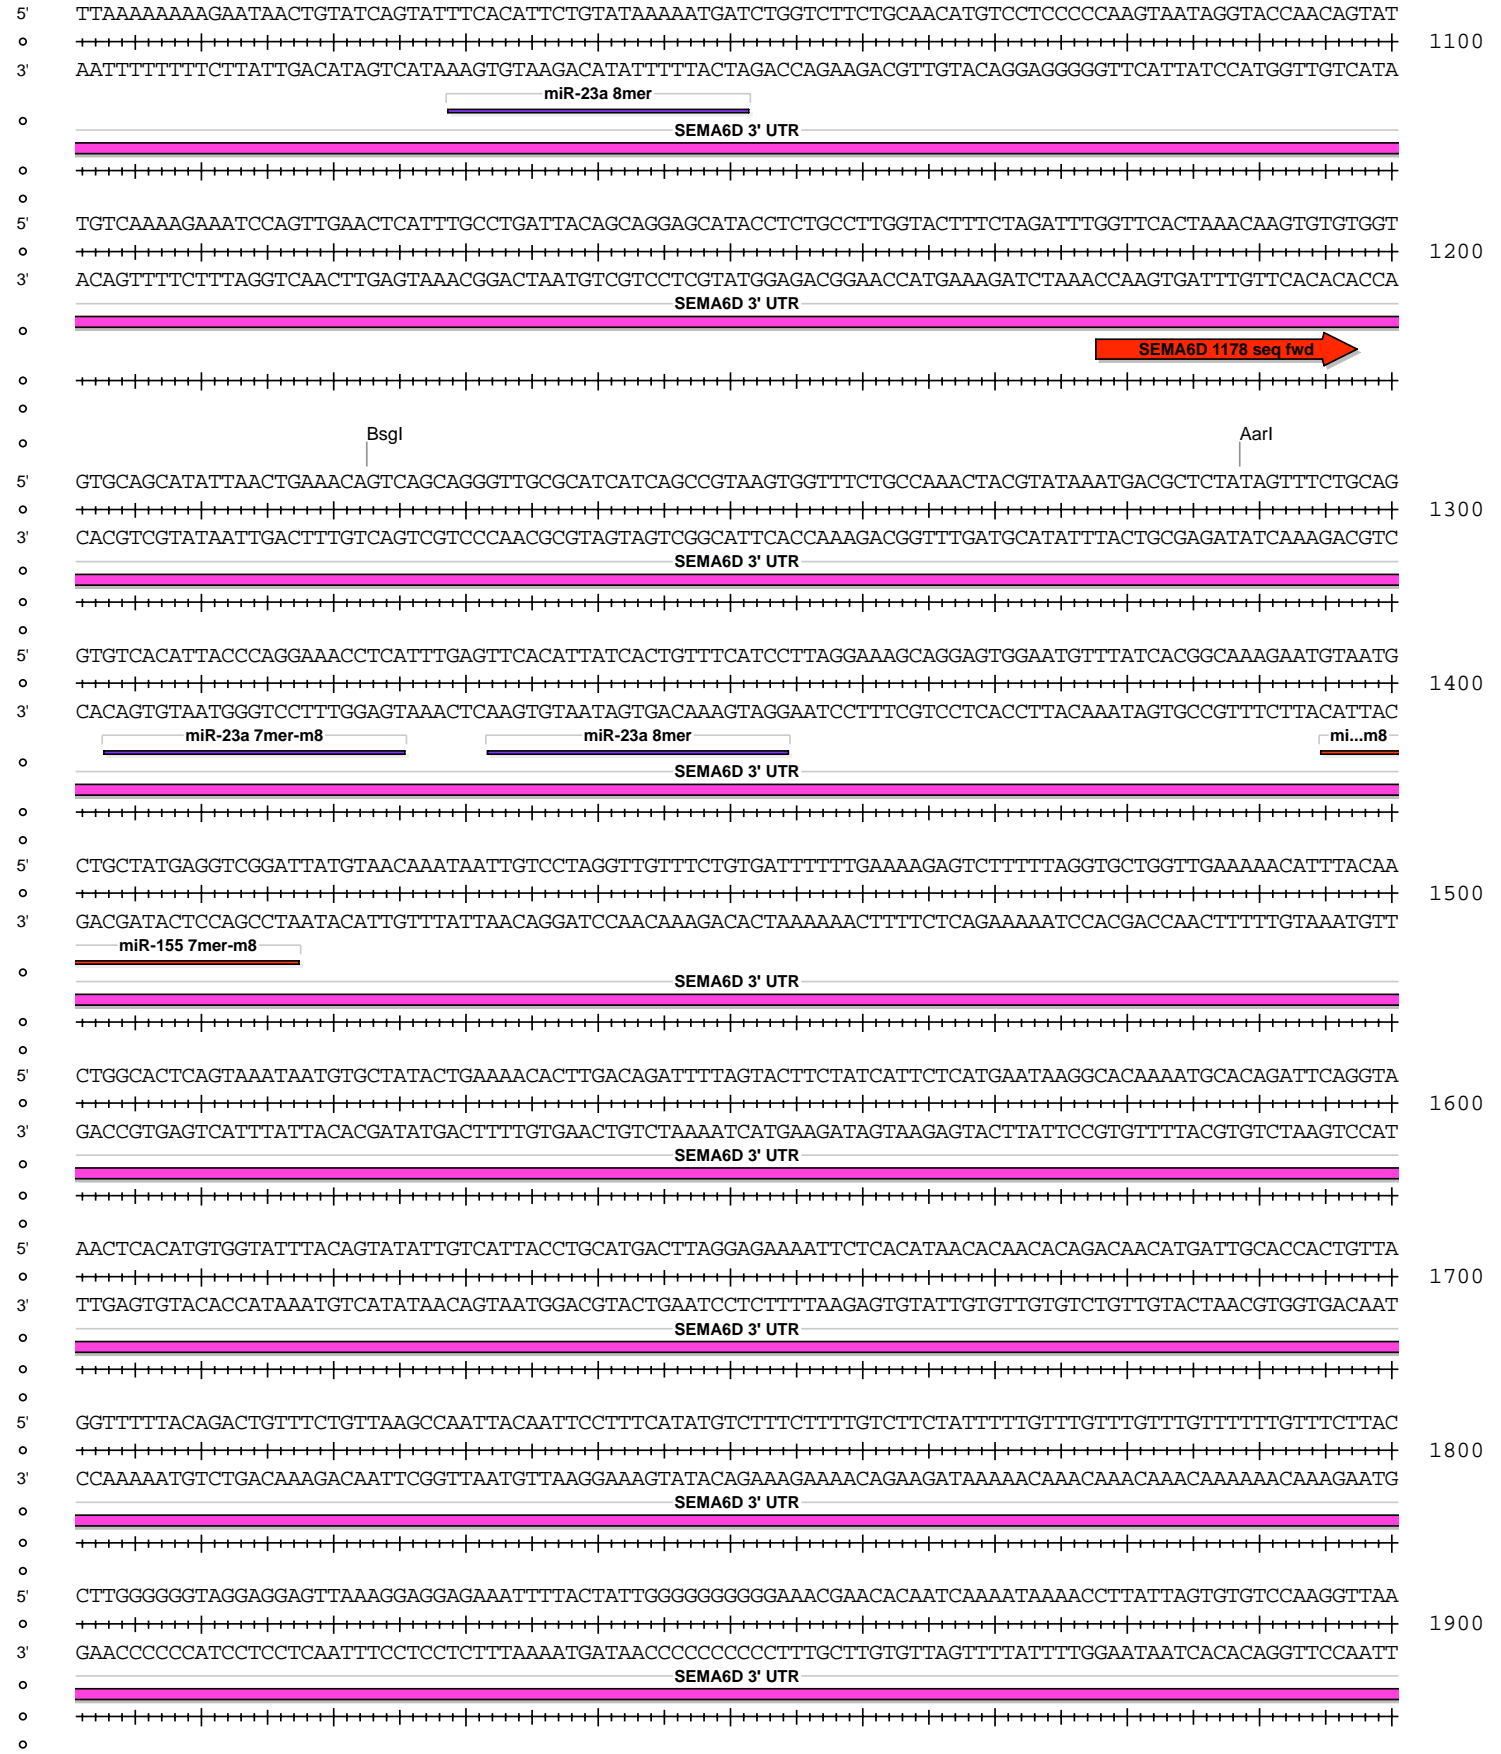 5' TTAAAAAAAAGAATAACTGTATCAGTATTTCACATTCTGTATAAAAATGATCTGGTCTTCTGCAACATGTCCTCCCCCAAGTAATAGGTACCAACAGTAT
1100
3' AATTTTTTTTCTTATTGACATAGTCATAAAGTGTAAGACATATTTTTACTAGACCAGAAGACGTTGTACAGGAGGGGGTTCATTATCCATGGTTGTCATA
miR-23a 8mer
SEMA6D 3' UTR
5' TGTCAAAAGAAATCCAGTTGAACTCATTTGCCTGATTACAGCAGGAGCATACCTCTGCCTTGGTACTTTCTAGATTTGGTTCACTAAACAAGTGTGTGGT
1200
3' ACAGTTTTCTTTAGGTCAACTTGAGTAAACGGACTAATGTCGTCCTCGTATGGAGACGGAACCATGAAAGATCTAAACCAAGTGATTTGTTCACACACCA
SEMA6D 3' UTR
SEMA6D 1178 seq fwd
BsgI AarI
5' GTGCAGCATATTAACTGAAACAGTCAGCAGGGTTGCGCATCATCAGCCGTAAGTGGTTTCTGCCAAACTACGTATAAATGACGCTCTATAGTTTCTGCAG
1300
3' CACGTCGTATAATTGACTTTGTCAGTCGTCCCAACGCGTAGTAGTCGGCATTCACCAAAGACGGTTTGATGCATATTTACTGCGAGATATCAAAGACGTC
SEMA6D 3' UTR
5' GTGTCACATTACCCAGGAAACCTCATTTGAGTTCACATTATCACTGTTTCATCCTTAGGAAAGCAGGAGTGGAATGTTTATCACGGCAAAGAATGTAATG
1400
3' CACAGTGTAATGGGTCCTTTGGAGTAAACTCAAGTGTAATAGTGACAAAGTAGGAATCCTTTCGTCCTCACCTTACAAATAGTGCCGTTTCTTACATTAC
miR-23a 7mer-m8 miR-23a 8mer mi...m8
SEMA6D 3' UTR
5' CTGCTATGAGGTCGGATTATGTAACAAATAATTGTCCTAGGTTGTTTCTGTGATTTTTTTGAAAAGAGTCTTTTTAGGTGCTGGTTGAAAAACATTTACAA
1500
3' GACGATACTCCAGCCTAATACATTGTTTATTAACAGGATCCAACAAAGACACTAAAAAACTTTTCTCAGAAAAATCCACGACCAACTTTTTGTAAATGTT
miR-155 7mer-m8
SEMA6D 3' UTR
5' CTGGCACTCAGTAAATAATGTGCTATACTGAAAACACTTGACAGATTTTAGTACTTCTATCATTCTCATGAATAAGGCACAAAATGCACAGATTCAGGTA
1600
3' GACCGTGAGTCATTTATTACACGATATGACTTTTGTGAACTGTCTAAAATCATGAAGATAGTAAGAGTACTTATTCCGTGTTTTACGTGTCTAAGTCCAT
SEMA6D 3' UTR
5' AACTCACATGTGGTATTTACAGTATATTGTCATTACCTGCATGACTTAGGAGAAAATTCTCACATAACACAACACAGACAACATGATTGCACCACTGTTA
1700
3' TTGAGTGTACACCATAAATGTCATATAACAGTAATGGACGTACTGAATCCTCTTTTAAGAGTGTATTGTGTTGTGTCTGTTGTACTAACGTGGTGACAAT
SEMA6D 3' UTR
5' GGTTTTTACAGACTGTTTCTGTTAAGCCAATTACAATTCCTTTCATATGTCTTTCTTTTGTCTTCTATTTTTGTTTGTTTGTTTGTTTTTTGTTTCTTAC
1800
3' CCAAAAATGTCTGACAAAGACAATTCGGTTAATGTTAAGGAAAGTATACAGAAAGAAAACAGAAGATAAAAACAAACAAACAAACAAAAAACAAAGAATG
SEMA6D 3' UTR
5' CTTGGGGGGTAGGAGGAGTTAAAGGAGGAGAAATTTTACTATTGGGGGGGGGGAAACGAACACAATCAAAATAAAACCTTATTAGTGTGTCCAAGGTTAA
1900
3' GAACCCCCCATCCTCCTCAATTTCCTCCTCTTTAAAATGATAACCCCCCCCCCTTTGCTTGTGTTAGTTTTATTTTGGAATAATCACACAGGTTCCAATT
SEMA6D 3' UTR